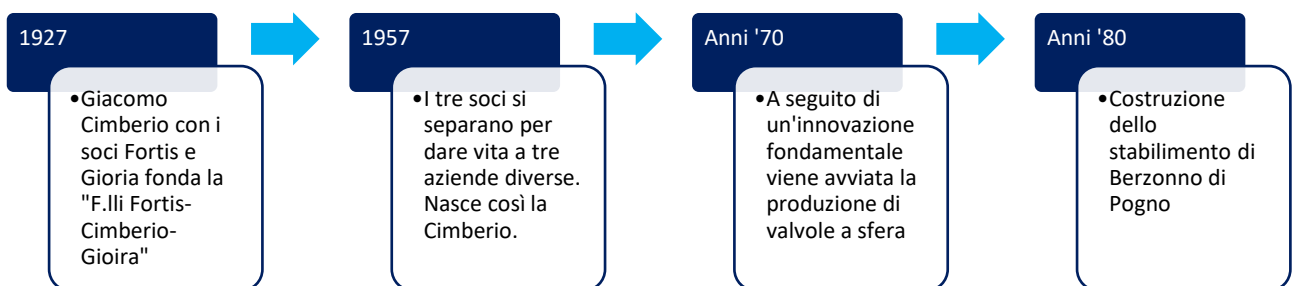 1927
•Giacomo
Cimberio con i
soci Fortis e
Gioria fonda la
"F.lli Fortis-
Cimberio-
Gioira"
1957
•I tre soci si
separano per
dare vita a tre
aziende diverse.
Nasce così la
Cimberio.
Anni '70
•A seguito di
un'innovazione
fondamentale
viene avviata la
produzione di
valvole a sfera
Anni '80
•Costruzione
dello
stabilimento di
Berzonno di
Pogno